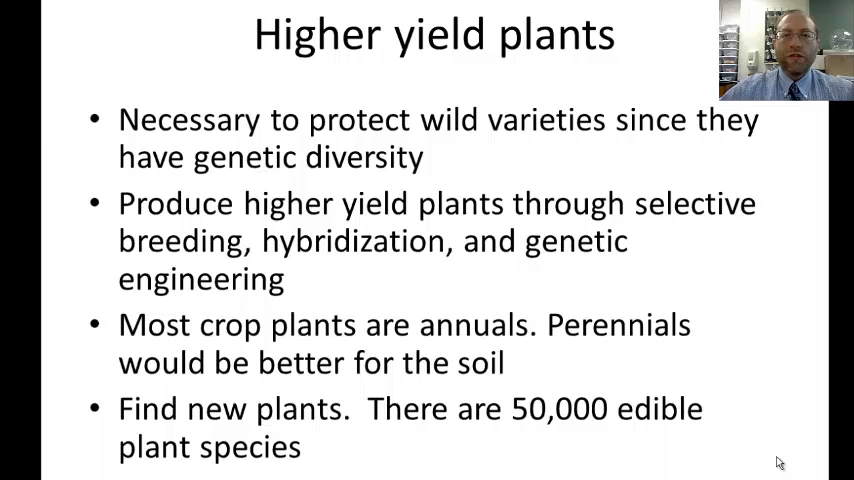 Higher yield plants
• Necessary to protect wild varieties since they
have genetic diversity
• Produce higher yield plants through selective
breeding, hybridization, and genetic
engineering
• Most crop plants are annuals. Perennials
would be better for the soil
• Find new plants.  There are 50,000 edible
plant species